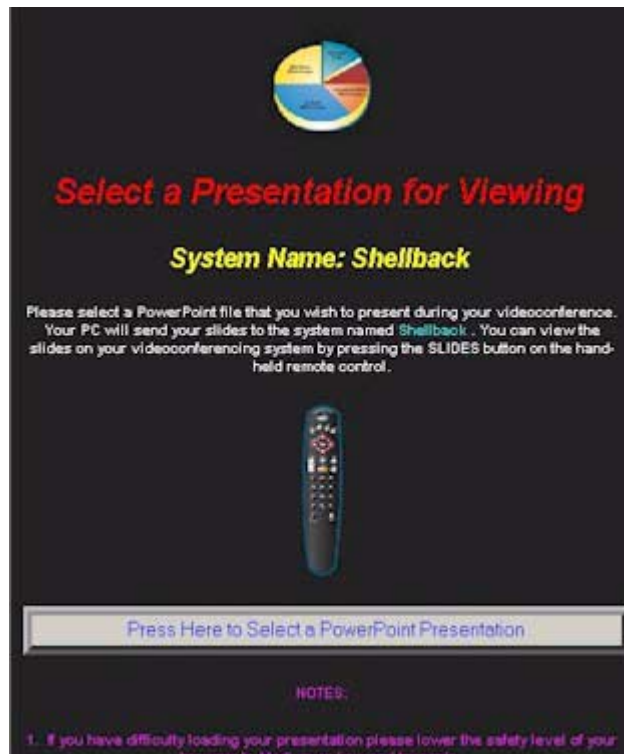 Select a Presentation for Viewing
System Name: Shellback
Please select a PowerPoint file that you wish to present during your videoconference.
Your PC will send your slides to the system named Shellback . You can view the
slides on your videoconferencing system by pressing the SLIDES button on the hand-
held remote control.
Press Here to Select a PowerPoint Presentation
NOTES:
1. If you have difficulty loading your presentation please lower the safety level of your